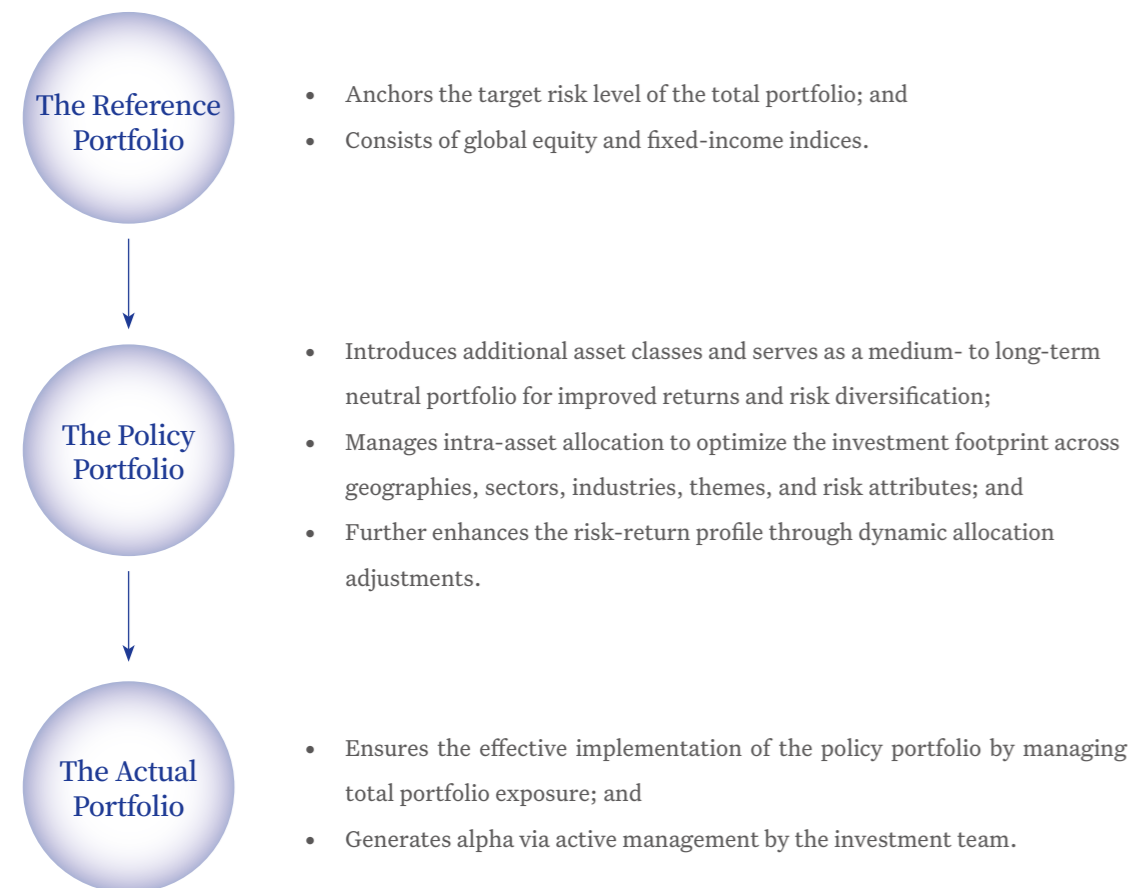 The Reference
Portfolio
• Anchors the target risk level of the total portfolio; and
• Consists of global equity and fixed-income indices.
The Policy
Portfolio
• Introduces additional asset classes and serves as a medium- to long-term
neutral portfolio for improved returns and risk diversification;
• Manages intra-asset allocation to optimize the investment footprint across
geographies, sectors, industries, themes, and risk attributes; and
• Further enhances the risk-return profile through dynamic allocation
adjustments.
The Actual
Portfolio
• Ensures the effective implementation of the policy portfolio by managing
total portfolio exposure; and
• Generates alpha via active management by the investment team.